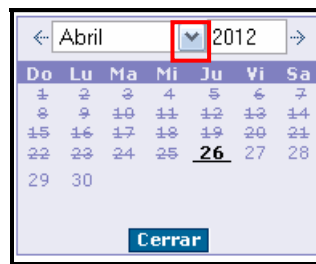 Abril 2012
Do Lu Ma Mi Ju Vi Sa
1 2 3 4 5 6 7
8 9 10 11 12 13 14
15 16 17 18 19 20 21
22 23 24 25 26 27 28
29 30
Cerrar